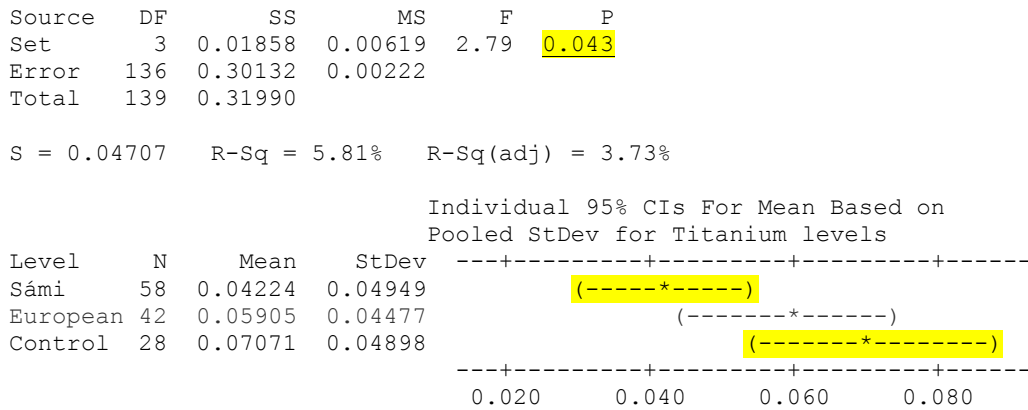 Source   DF       SS       MS     F      P
Set       3  0.01858  0.00619  2.79  0.043
Error   136  0.30132  0.00222
Total   139  0.31990
S = 0.04707   R-Sq = 5.81%   R-Sq(adj) = 3.73%
Individual 95% CIs For Mean Based on
Pooled StDev for Titanium levels
Level     N     Mean    StDev  ---+---------+---------+---------+------
Sámi     58  0.04224  0.04949          (-----*-----)
European 42  0.05905  0.04477                 (-------*------)
Control  28  0.07071  0.04898                      (-------*--------)
---+---------+---------+---------+------
0.020     0.040     0.060     0.080